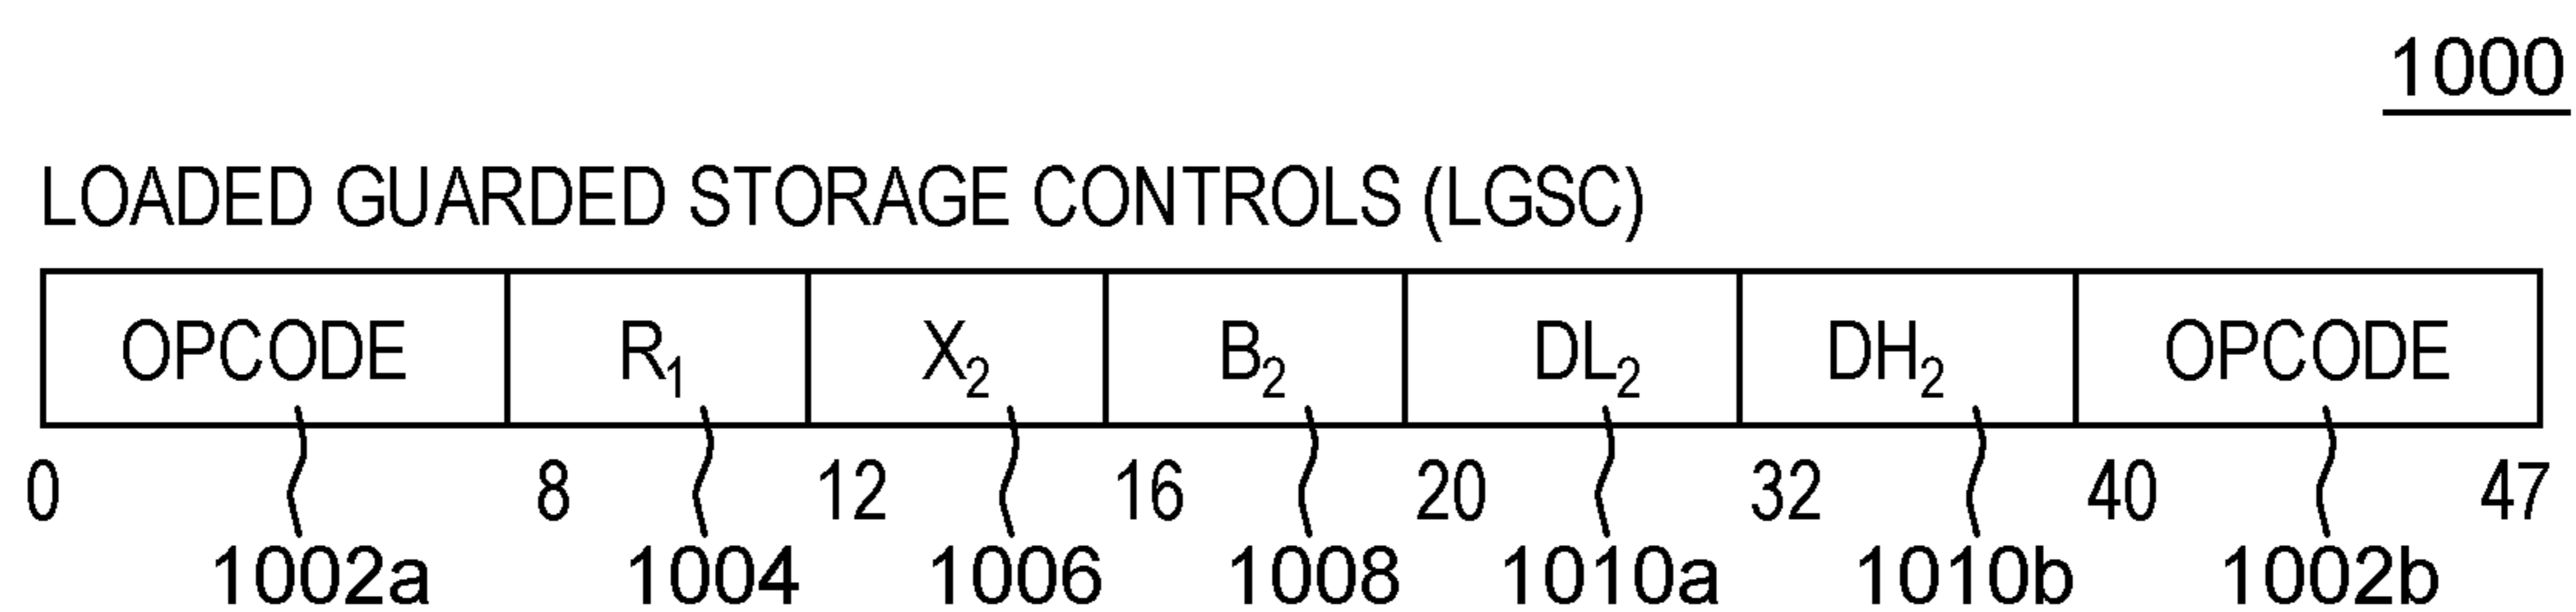 1000
LOADED GUARDED STORAGE CONTROLS (LGSC)
OPCODE R₁ X₂ B₂ DL₂ DH₂ OPCODE
0 8 12 16 20 32 40 47
1002a 1004 1006 1008 1010a 1010b 1002b